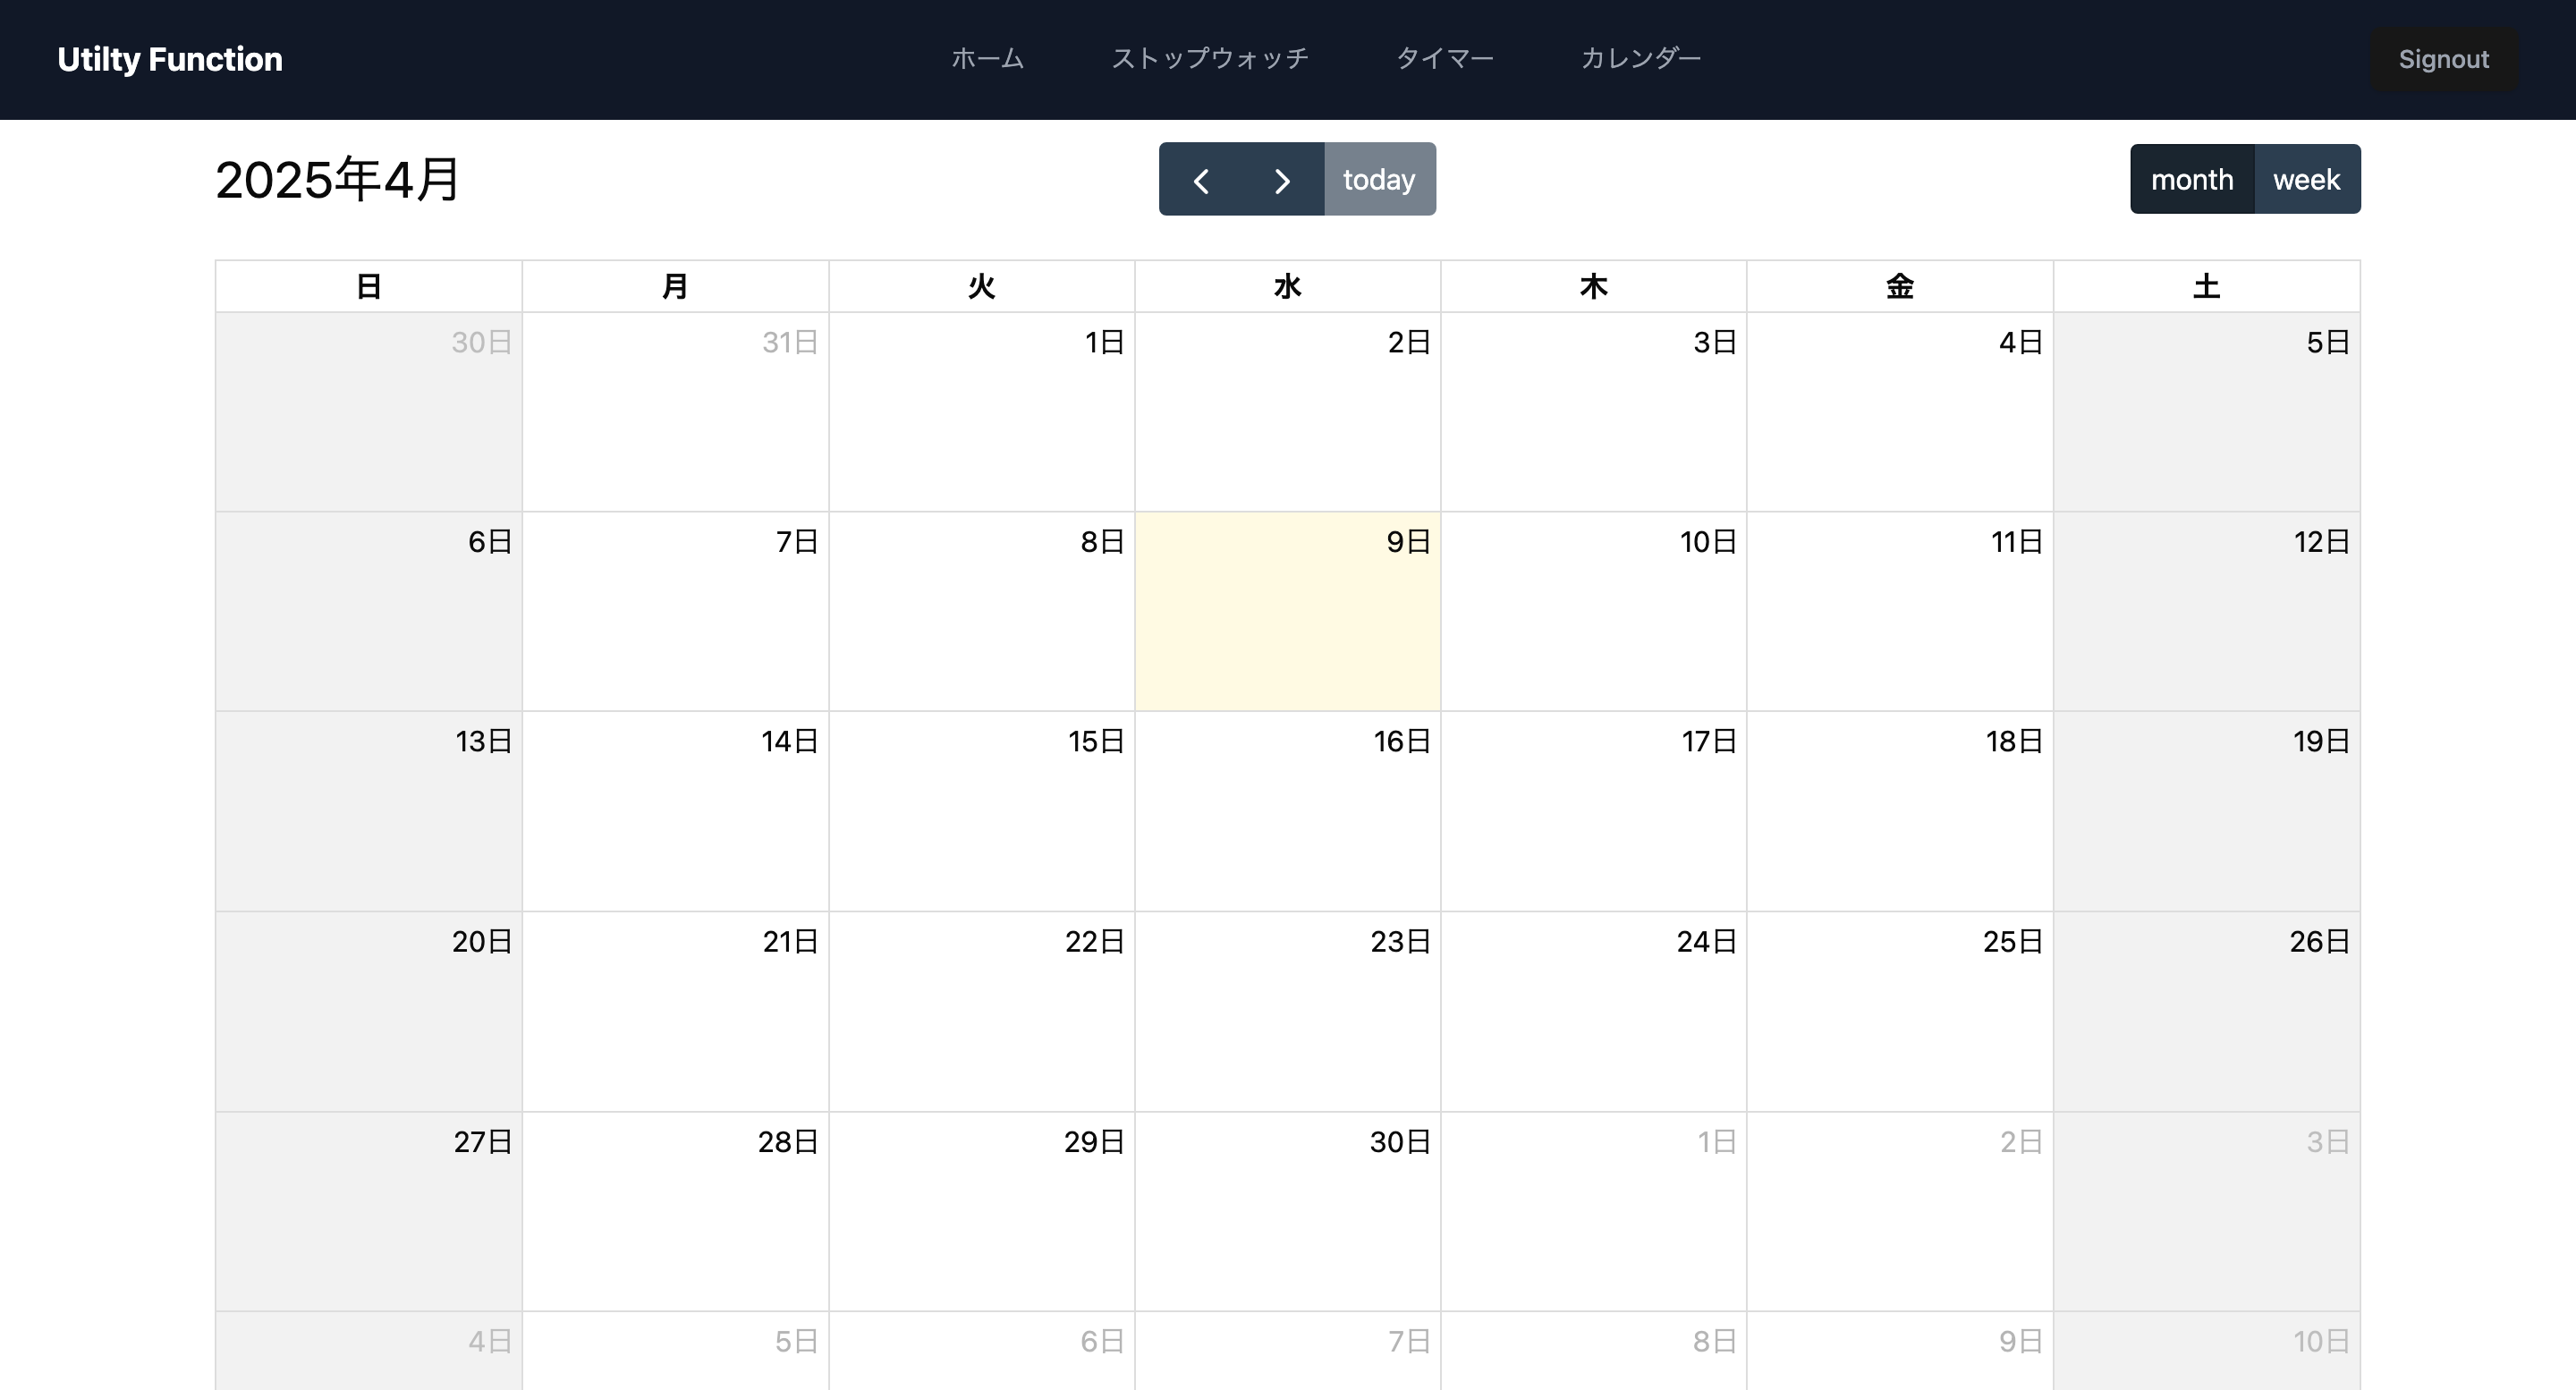 Utilty Function ホーム ストップウォッチ タイマー カレンダー Signout
2025年4月 today month week
日 月 火 水 木 金 土
30日 31日 1日 2日 3日 4日 5日
6日 7日 8日 9日 10日 11日 12日
13日 14日 15日 16日 17日 18日 19日
20日 21日 22日 23日 24日 25日 26日
27日 28日 29日 30日 1日 2日 3日
4日 5日 6日 7日 8日 9日 10日